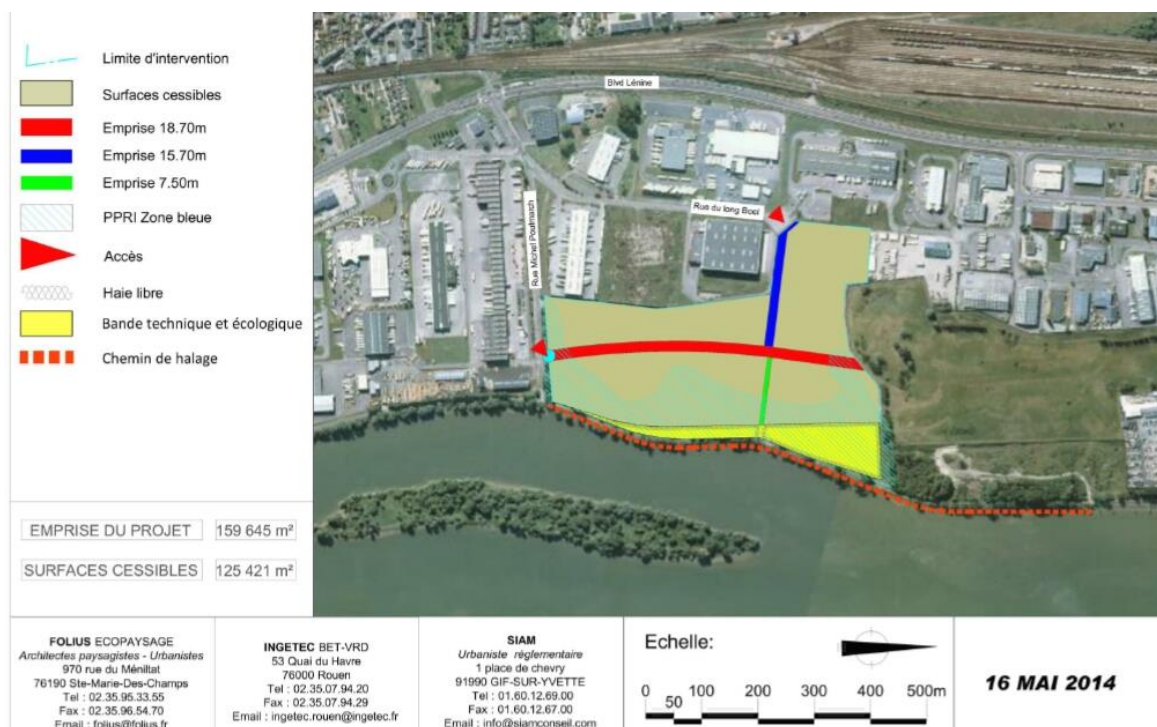 Limite d'intervention
Surfaces cessibles
Emprise 18.70m
Emprise 15.70m
Emprise 7.50m
PPRI Zone bleue
Accès
Haie libre
Bande technique et écologique
Chemin de halage
Blvd Lénine
Rue du long Boel
Rue Michel Poulmarch
EMPRISE DU PROJET 159 645 m²
SURFACES CESSIBLES 125 421 m²
FOLIUS ECOPAYSAGE
Architectes paysagistes - Urbanistes
970 rue du Ménillat
76190 Ste-Marie-Des-Champs
Tel : 02.35.95.33.55
Fax : 02.35.96.54.70
Email : folius@folius.fr
INGETEC BET-VRD
53 Quai du Havre
76000 Rouen
Tel : 02.35.07.94.20
Fax : 02.35.07.94.29
Email : ingetec.rouen@ingetec.fr
SIAM
Urbaniste réglementaire
1 place de chevry
91990 GIF-SUR-YVETTE
Tel : 01.60.12.69.00
Fax : 01.60.12.67.00
Email : info@siamconseil.com
Echelle:
0 50 100 200 300 400 500m
16 MAI 2014